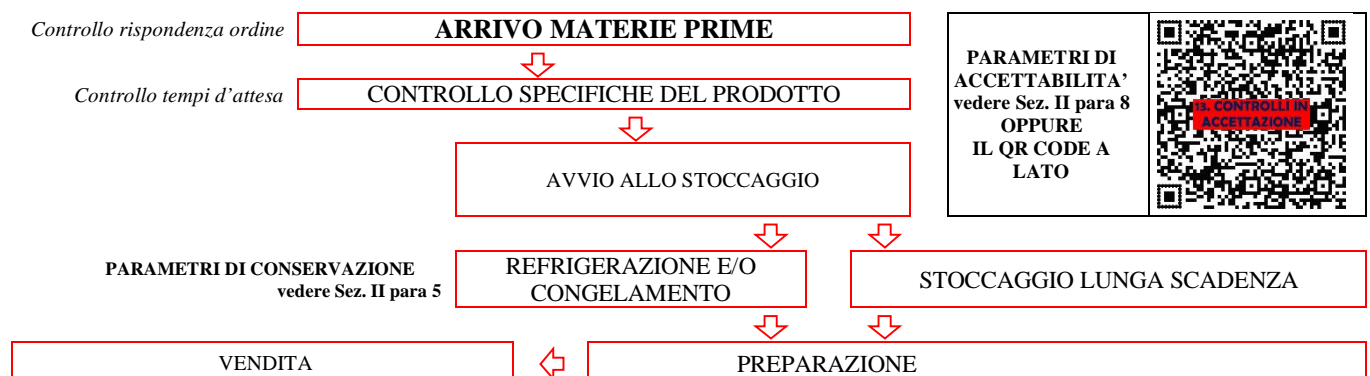 Controllo rispondenza ordine
ARRIVO MATERIE PRIME
Controllo tempi d'attesa
CONTROLLO SPECIFICHE DEL PRODOTTO
PARAMETRI DI
ACCETTABILITA’
vedere Sez. II para 8
OPPURE
IL QR CODE A
LATO
13. CONTROLLI IN
ACCETTAZIONE
AVVIO ALLO STOCCAGGIO
PARAMETRI DI CONSERVAZIONE
vedere Sez. II para 5
REFRIGERAZIONE E/O
CONGELAMENTO
STOCCAGGIO LUNGA SCADENZA
VENDITA
PREPARAZIONE